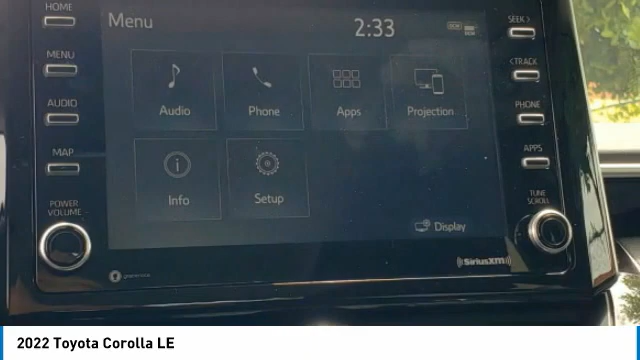 HOME
Menu
2:33
SEEK >
MENU
< TRACK
Audio
Phone
Apps
Projection
AUDIO
PHONE
MAP
APPS
Info
Setup
POWER
VOLUME
TUNE
SCROLL
Display
SiriusXM
2022 Toyota Corolla LE